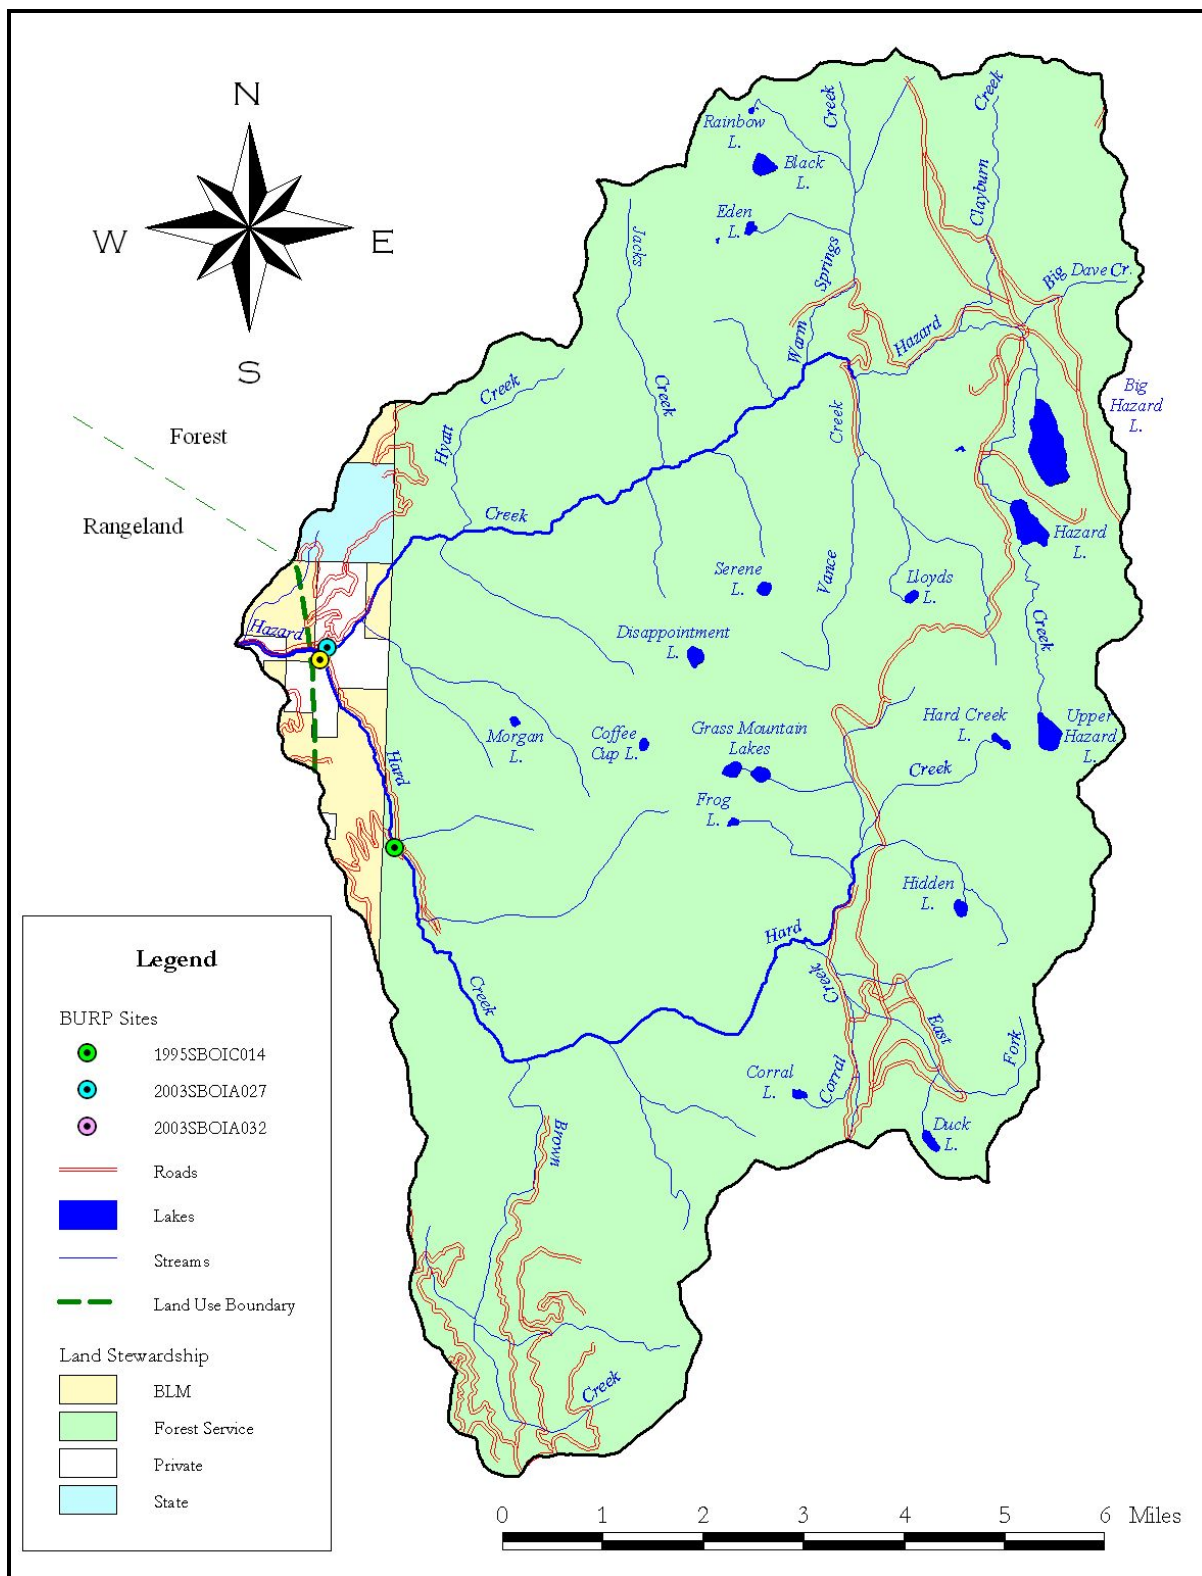 N
W
E
S
Rainbow
L.
Black
L.
Eden
L.
Creek
Creek
Clayburn
Jacks
Creek
Springs
Warm
Big Dave Cr.
Hazard
Big
Hazard
L.
Forest
Rangeland
Creek
Hyatt
Creek
Creek
Hazard
L.
Serene
L.
Vance
Lloyds
L.
Creek
Hazard
Disappointment
L.
Morgan
L.
Coffee
Cup L.
Grass Mountain
Lakes
Hard Creek
L.
Upper
Hazard
L.
Hard
Creek
Frog
L.
Hidden
L.
Hard
Creek
Creek
East
Fork
Corral
L.
Corral
Duck
L.
Brown
Creek
Legend
BURP Sites
1995SBOIC014
2003SBOIA027
2003SBOIA032
Roads
Lakes
Streams
Land Use Boundary
Land Stewardship
BLM
Forest Service
Private
State
0 1 2 3 4 5 6 Miles